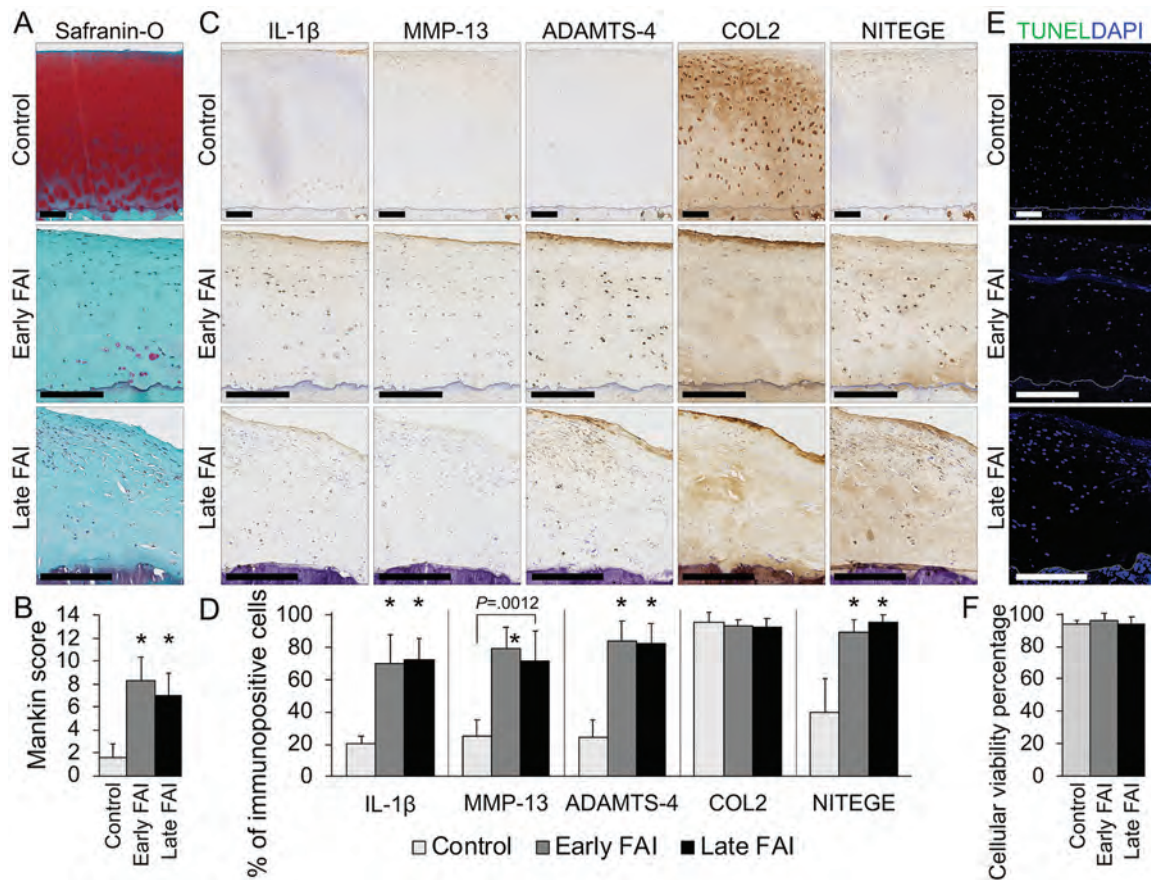 A Safranin-O C IL-1β MMP-13 ADAMTS-4 COL2 NITEGE E TUNELDAPI
Control Control Control
Early FAI Early FAI Early FAI
Late FAI Late FAI Late FAI
B
Mankin score
14
12
10
8
6
4
2
0
* *
Control
Early FAI
Late FAI
D
% of immunopositive cells
100
80
60
40
20
0
* *
P=.0012
*
* *
* *
IL-1β MMP-13 ADAMTS-4 COL2 NITEGE
Control Early FAI Late FAI
F
Cellular viability percentage
100
80
60
40
20
0
Control
Early FAI
Late FAI